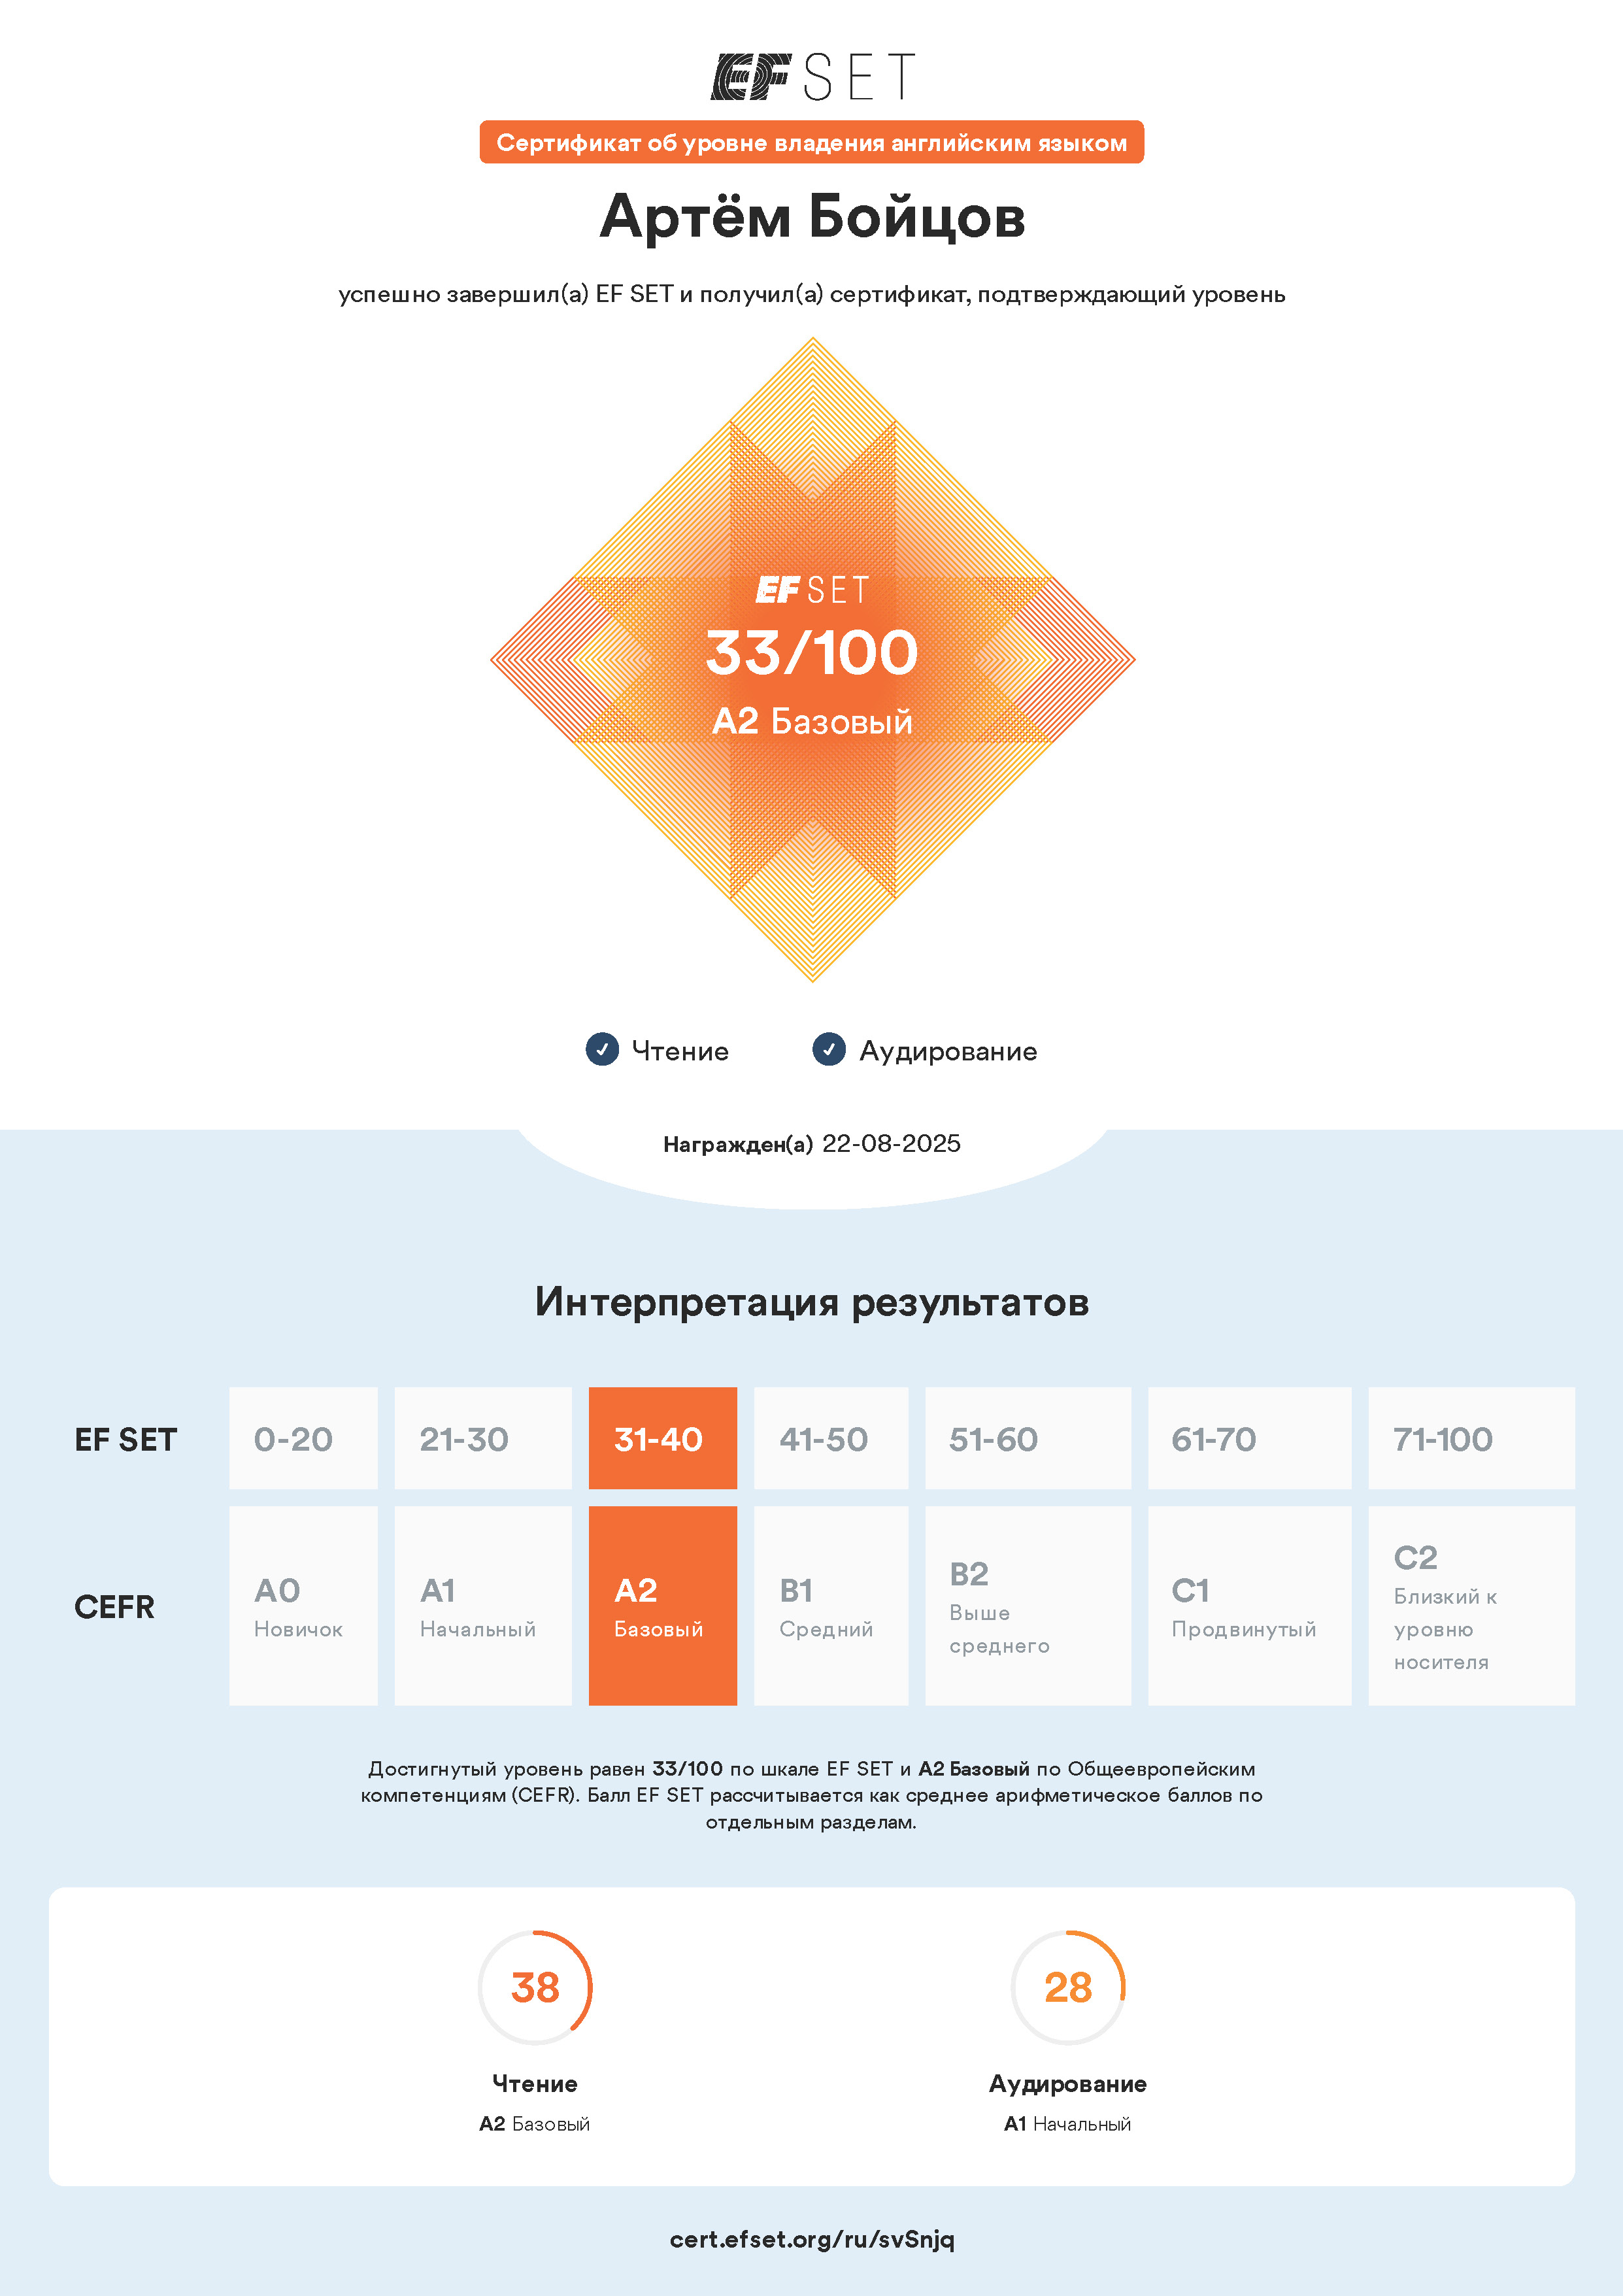 EF SET
Сертификат об уровне владения английским языком
Артём Бойцов
успешно завершил(а) EF SET и получил(а) сертификат, подтверждающий уровень
EF SET
33/100
A2 Базовый
Чтение
Аудирование
Награжден(а) 22-08-2025
Интерпретация результатов
EF SET
0-20
21-30
31-40
41-50
51-60
61-70
71-100
CEFR
A0
Новичок
A1
Начальный
A2
Базовый
B1
Средний
B2
Выше
среднего
C1
Продвинутый
C2
Близкий к
уровню
носителя
Достигнутый уровень равен 33/100 по шкале EF SET и A2 Базовый по Общеевропейским
компетенциям (CEFR). Балл EF SET рассчитывается как среднее арифметическое баллов по
отдельным разделам.
38
Чтение
A2 Базовый
28
Аудирование
A1 Начальный
cert.efset.org/ru/svSnjq